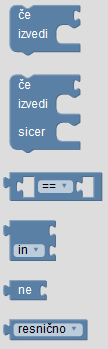 če
izvedi
če
izvedi
sicer
==
in
ne
resnično